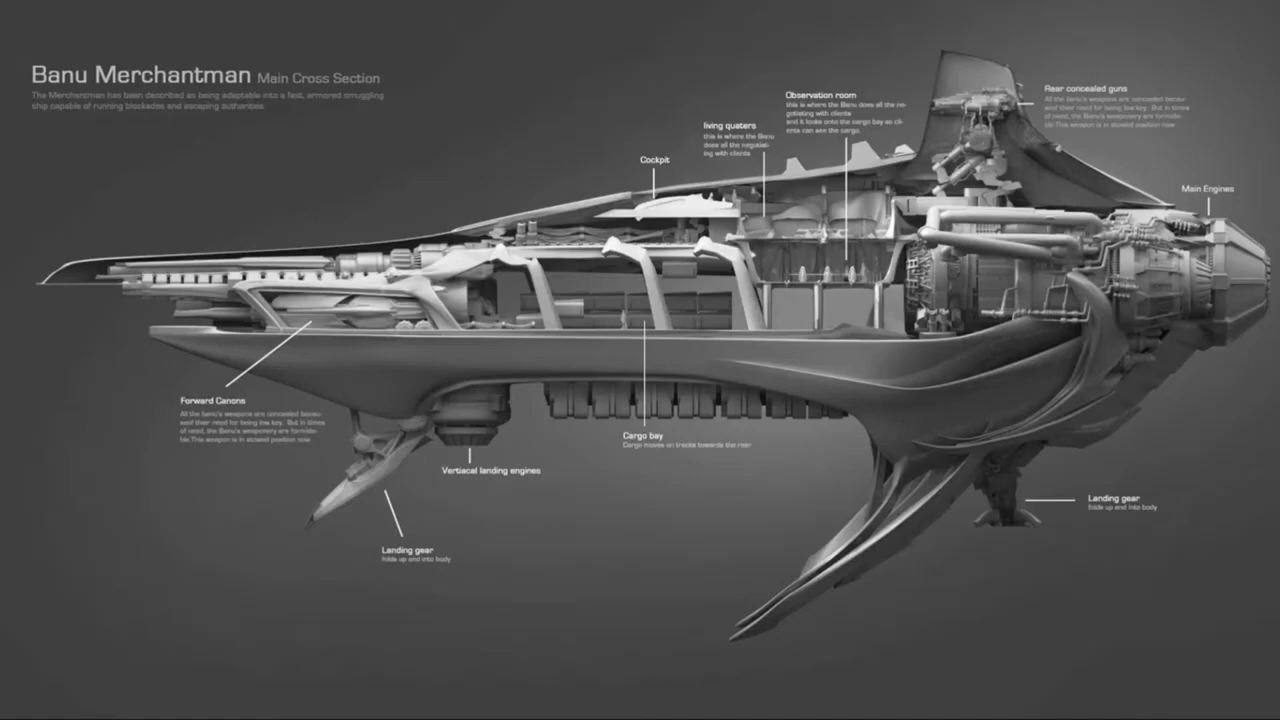 Banu Merchantman Main Cross Section
The Merchantman has been described as being adaptable into a fast, armored smuggling
ship capable of running blockades and escaping authorities
Observation room
this is where the Banu does all the ne-
gotiating with clients
and it looks onto the cargo bay so cli-
ents can see the cargo.
Rear concealed guns
All the banu's weapons are concealed becau-
seof their need for being low key. But in times
of need, the Banu's weaponery are formida-
ble.This weapon is in stowed position now
living quaters
this is where the Banu
does all the negotiat-
ing with clients
Cockpit
Main Engines
Forward Canons
All the banu's weapons are concealed becau-
seof their need for being low key. But in times
of need, the Banu's weaponery are formida-
ble.This weapon is in stowed position now
Cargo bay
Cargo moves on tracks towards the rear
Vertiacal landing engines
Landing gear
folds up and into body
Landing gear
folds up and into body